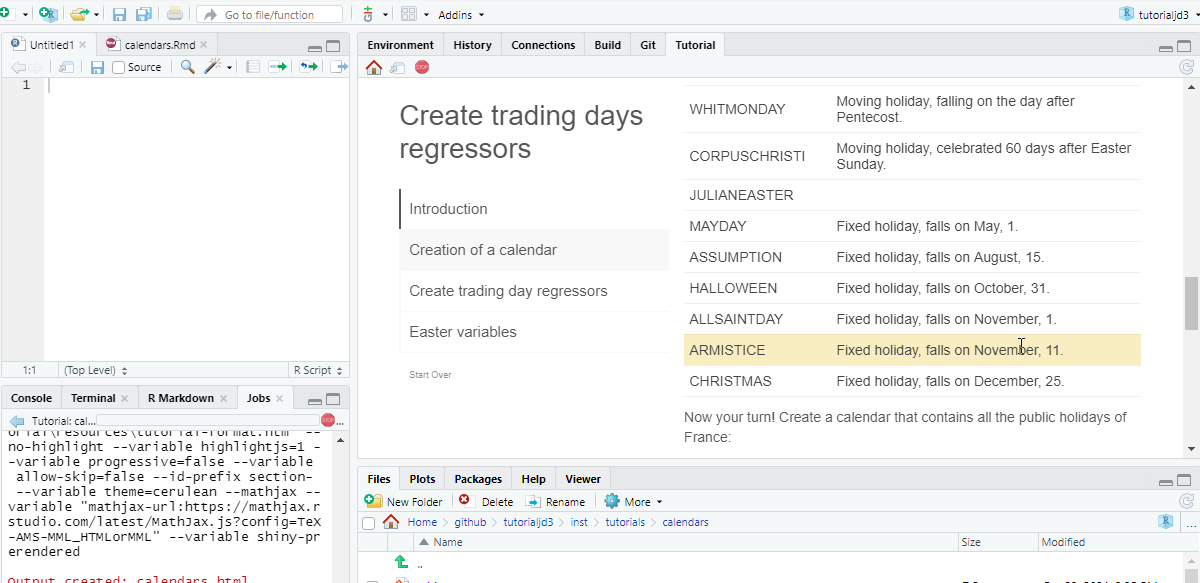 Go to file/function
Addins
tutorialjd3
Untitled1
calendars.Rmd
Source
1
1:1
(Top Level)
R Script
Console
Terminal
R Markdown
Jobs
Tutorial: cal...
STOP
...
orial\resources\tutorial-format.htm" --
no-highlight --variable highlightjs=1 -
-variable progressive=false --variable
allow-skip=false --id-prefix section-
--variable theme=cerulean --mathjax --
variable "mathjax-url:https://mathjax.r
studio.com/latest/MathJax.js?config=TeX
-AMS-MML_HTMLorMML" --variable shiny-pr
erendered
Output created: calendars.html
Environment
History
Connections
Build
Git
Tutorial
STOP
Create trading days
regressors
Introduction
Creation of a calendar
Create trading day regressors
Easter variables
Start Over
WHITMONDAY
Moving holiday, falling on the day after
Pentecost.
CORPUSCHRISTI
Moving holiday, celebrated 60 days after Easter
Sunday.
JULIANEASTER
MAYDAY
Fixed holiday, falls on May, 1.
ASSUMPTION
Fixed holiday, falls on August, 15.
HALLOWEEN
Fixed holiday, falls on October, 31.
ALLSAINTDAY
Fixed holiday, falls on November, 1.
ARMISTICE
Fixed holiday, falls on November, 11.
CHRISTMAS
Fixed holiday, falls on December, 25.
Now your turn! Create a calendar that contains all the public holidays of
France:
Files
Plots
Packages
Help
Viewer
New Folder
Delete
Rename
More
Home
github
tutorialjd3
inst
tutorials
calendars
...
Name
Size
Modified
..